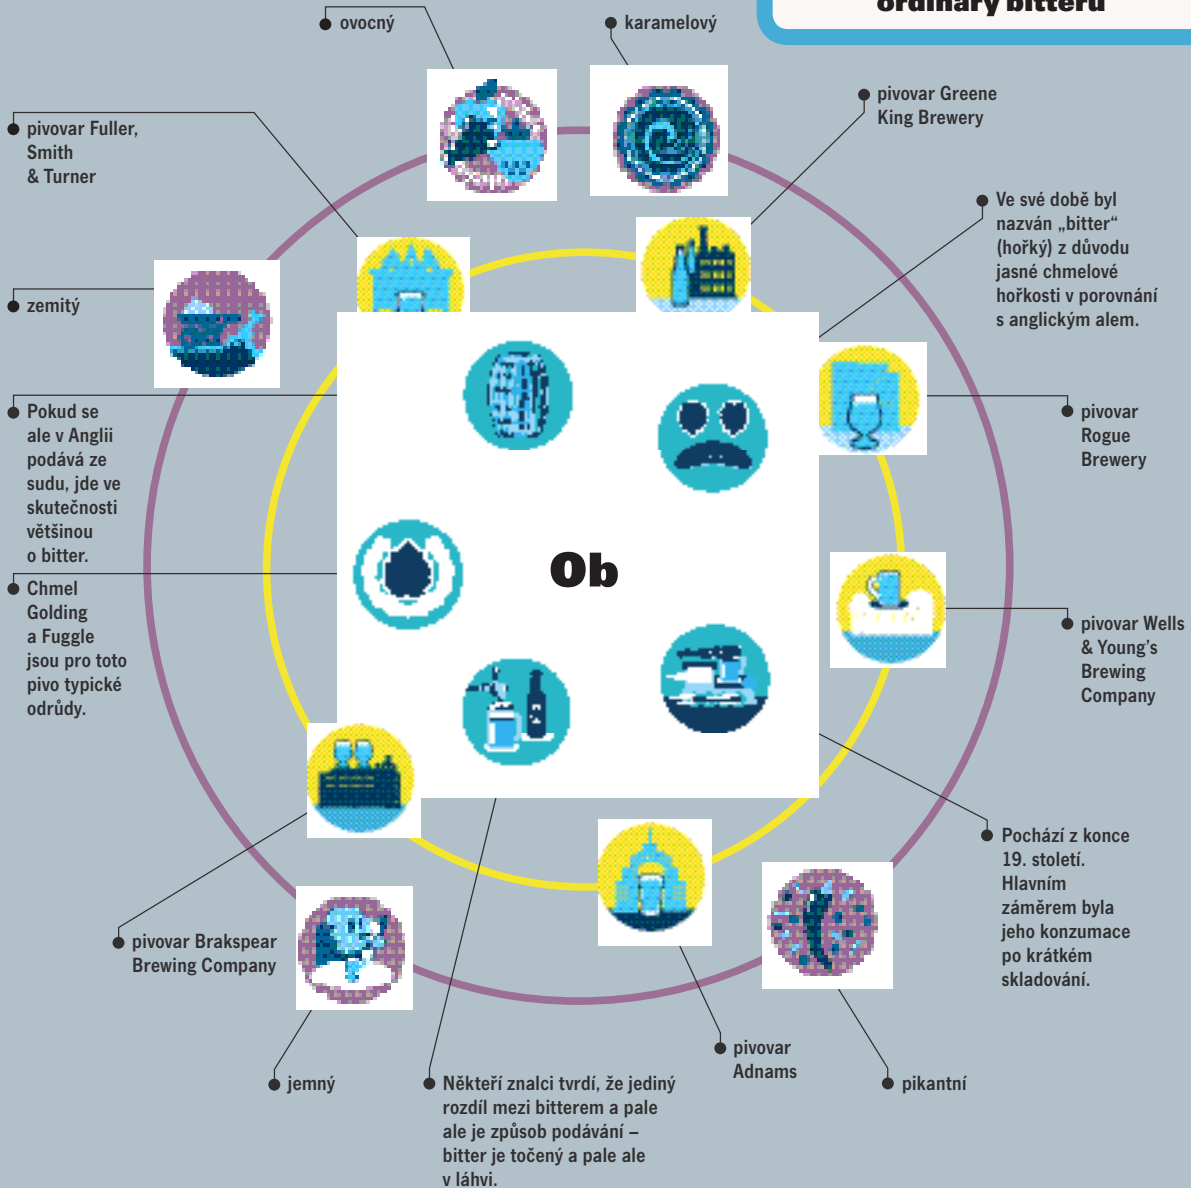 ordinary bitteru
ovocný
karamelový
pivovar Greene
King Brewery
pivovar Fuller,
Smith
& Turner
Ve své době byl
nazván „bitter“
(hořký) z důvodu
jasné chmelové
hořkosti v porovnání
s anglickým alem.
zemitý
Pokud se
ale v Anglii
podává ze
sudu, jde ve
skutečnosti
většinou
o bitter.
pivovar
Rogue
Brewery
Ob
Chmel
Golding
a Fuggle
jsou pro toto
pivo typické
odrůdy.
pivovar Wells
& Young’s
Brewing
Company
Pochází z konce
19. století.
Hlavním
záměrem byla
jeho konzumace
po krátkém
skladování.
pivovar Brakspear
Brewing Company
pivovar
Adnams
jemný
Někteří znalci tvrdí, že jediný
rozdíl mezi bitterem a pale
ale je způsob podávání –
bitter je točený a pale ale
v láhvi.
pikantní